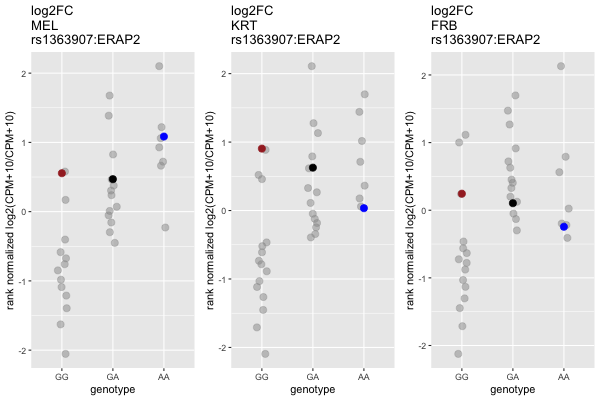 log2FC
MEL
rs1363907:ERAP2
rank normalized log2(CPM+10/CPM+10)
2
1
0
-1
-2
GG
GA
AA
genotype
log2FC
KRT
rs1363907:ERAP2
rank normalized log2(CPM+10/CPM+10)
2
1
0
-1
-2
GG
GA
AA
genotype
log2FC
FRB
rs1363907:ERAP2
rank normalized log2(CPM+10/CPM+10)
2
1
0
-1
-2
GG
GA
AA
genotype